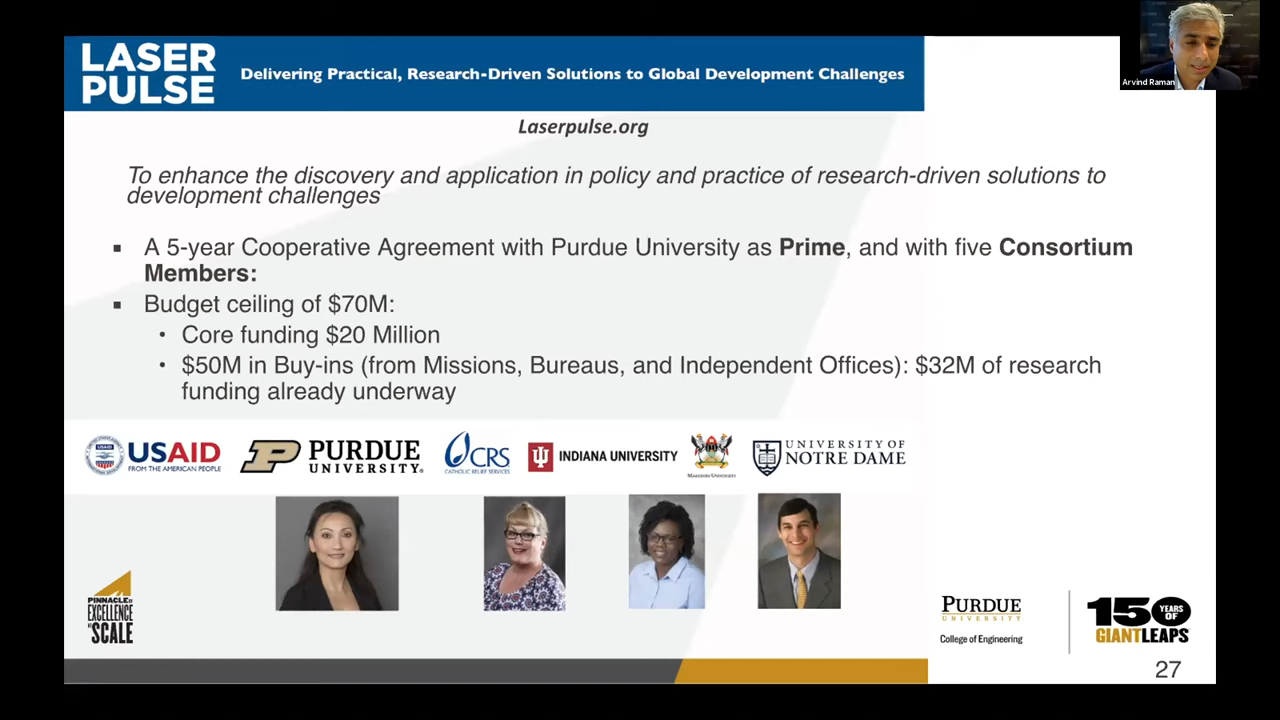 LASER
PULSE
Delivering Practical, Research-Driven Solutions to Global Development Challenges
Arvind Raman
Laserpulse.org
To enhance the discovery and application in policy and practice of research-driven solutions to
development challenges
▪ A 5-year Cooperative Agreement with Purdue University as Prime, and with five Consortium
Members:
▪ Budget ceiling of $70M:
• Core funding $20 Million
• $50M in Buy-ins (from Missions, Bureaus, and Independent Offices): $32M of research
funding already underway
USAID
FROM THE AMERICAN PEOPLE
PURDUE
UNIVERSITY®
CRS
CATHOLIC RELIEF SERVICES
INDIANA UNIVERSITY
MAKERERE UNIVERSITY
UNIVERSITY OF
NOTRE DAME
PINNACLE OF
EXCELLENCE
AT SCALE
PURDUE
UNIVERSITY
College of Engineering
150 YEARS OF
GIANT LEAPS
27